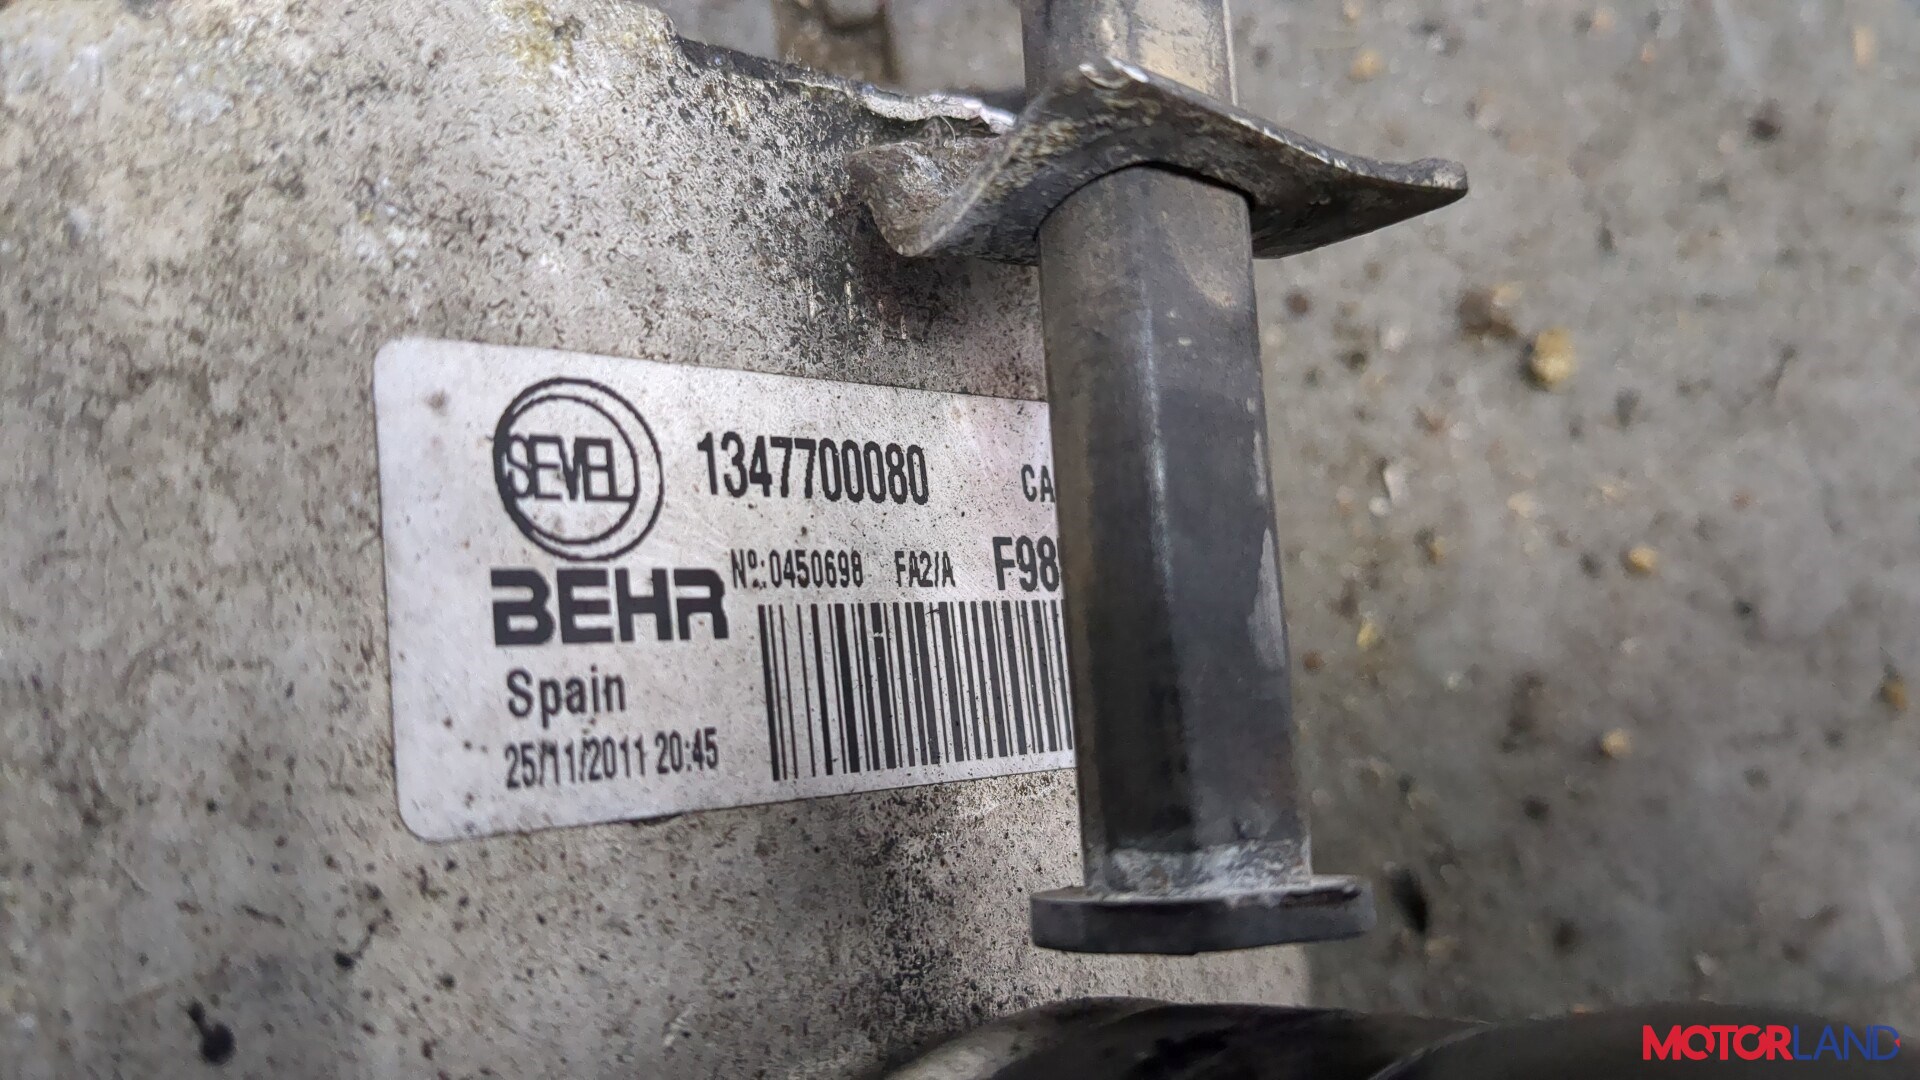 SEVEL
1347700080 CA
BEHR Nº.:0450698 FA2/A F98
Spain
25/11/2011 20:45
MOTORLAND